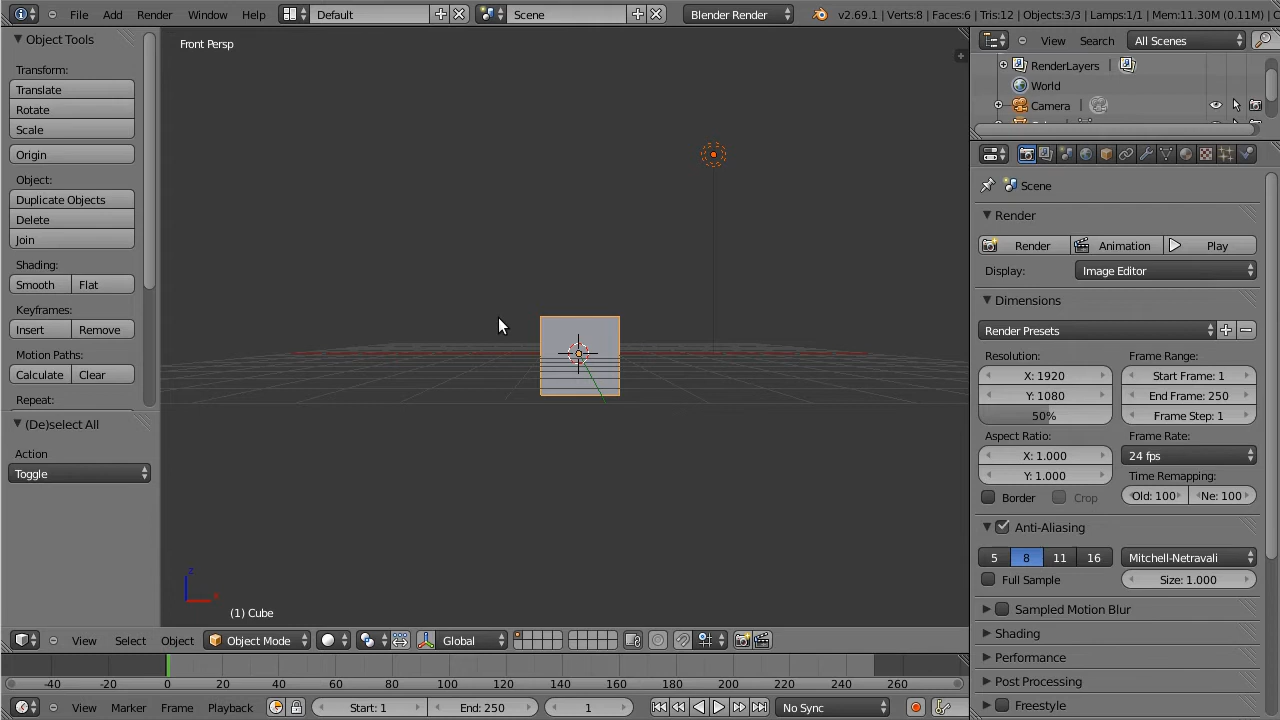 File Add Render Window Help Default Scene Blender Render v2.69.1 | Verts:8 | Faces:6 | Tris:12 | Objects:3/3 | Lamps:1/1 | Mem:11.30M (0.11M) |
Object Tools
Transform:
Translate
Rotate
Scale
Origin
Object:
Duplicate Objects
Delete
Join
Shading:
Smooth Flat
Keyframes:
Insert Remove
Motion Paths:
Calculate Clear
Repeat:
(De)select All
Action
Toggle
Front Persp
z
x
(1) Cube
View Select Object Object Mode Global
-40 -20 0 20 40 60 80 100 120 140 160 180 200 220 240 260
View Marker Frame Playback Start: 1 End: 250 1 No Sync
View Search All Scenes
RenderLayers |
World
Camera |
Scene
Render
Render Animation Play
Display: Image Editor
Dimensions
Render Presets
Resolution: Frame Range:
X: 1920 Start Frame: 1
Y: 1080 End Frame: 250
50% Frame Step: 1
Aspect Ratio: Frame Rate:
X: 1.000 24 fps
Y: 1.000 Time Remapping:
Border Crop Old: 100 Ne: 100
Anti-Aliasing
5 8 11 16 Mitchell-Netravali
Full Sample Size: 1.000
Sampled Motion Blur
Shading
Performance
Post Processing
Freestyle